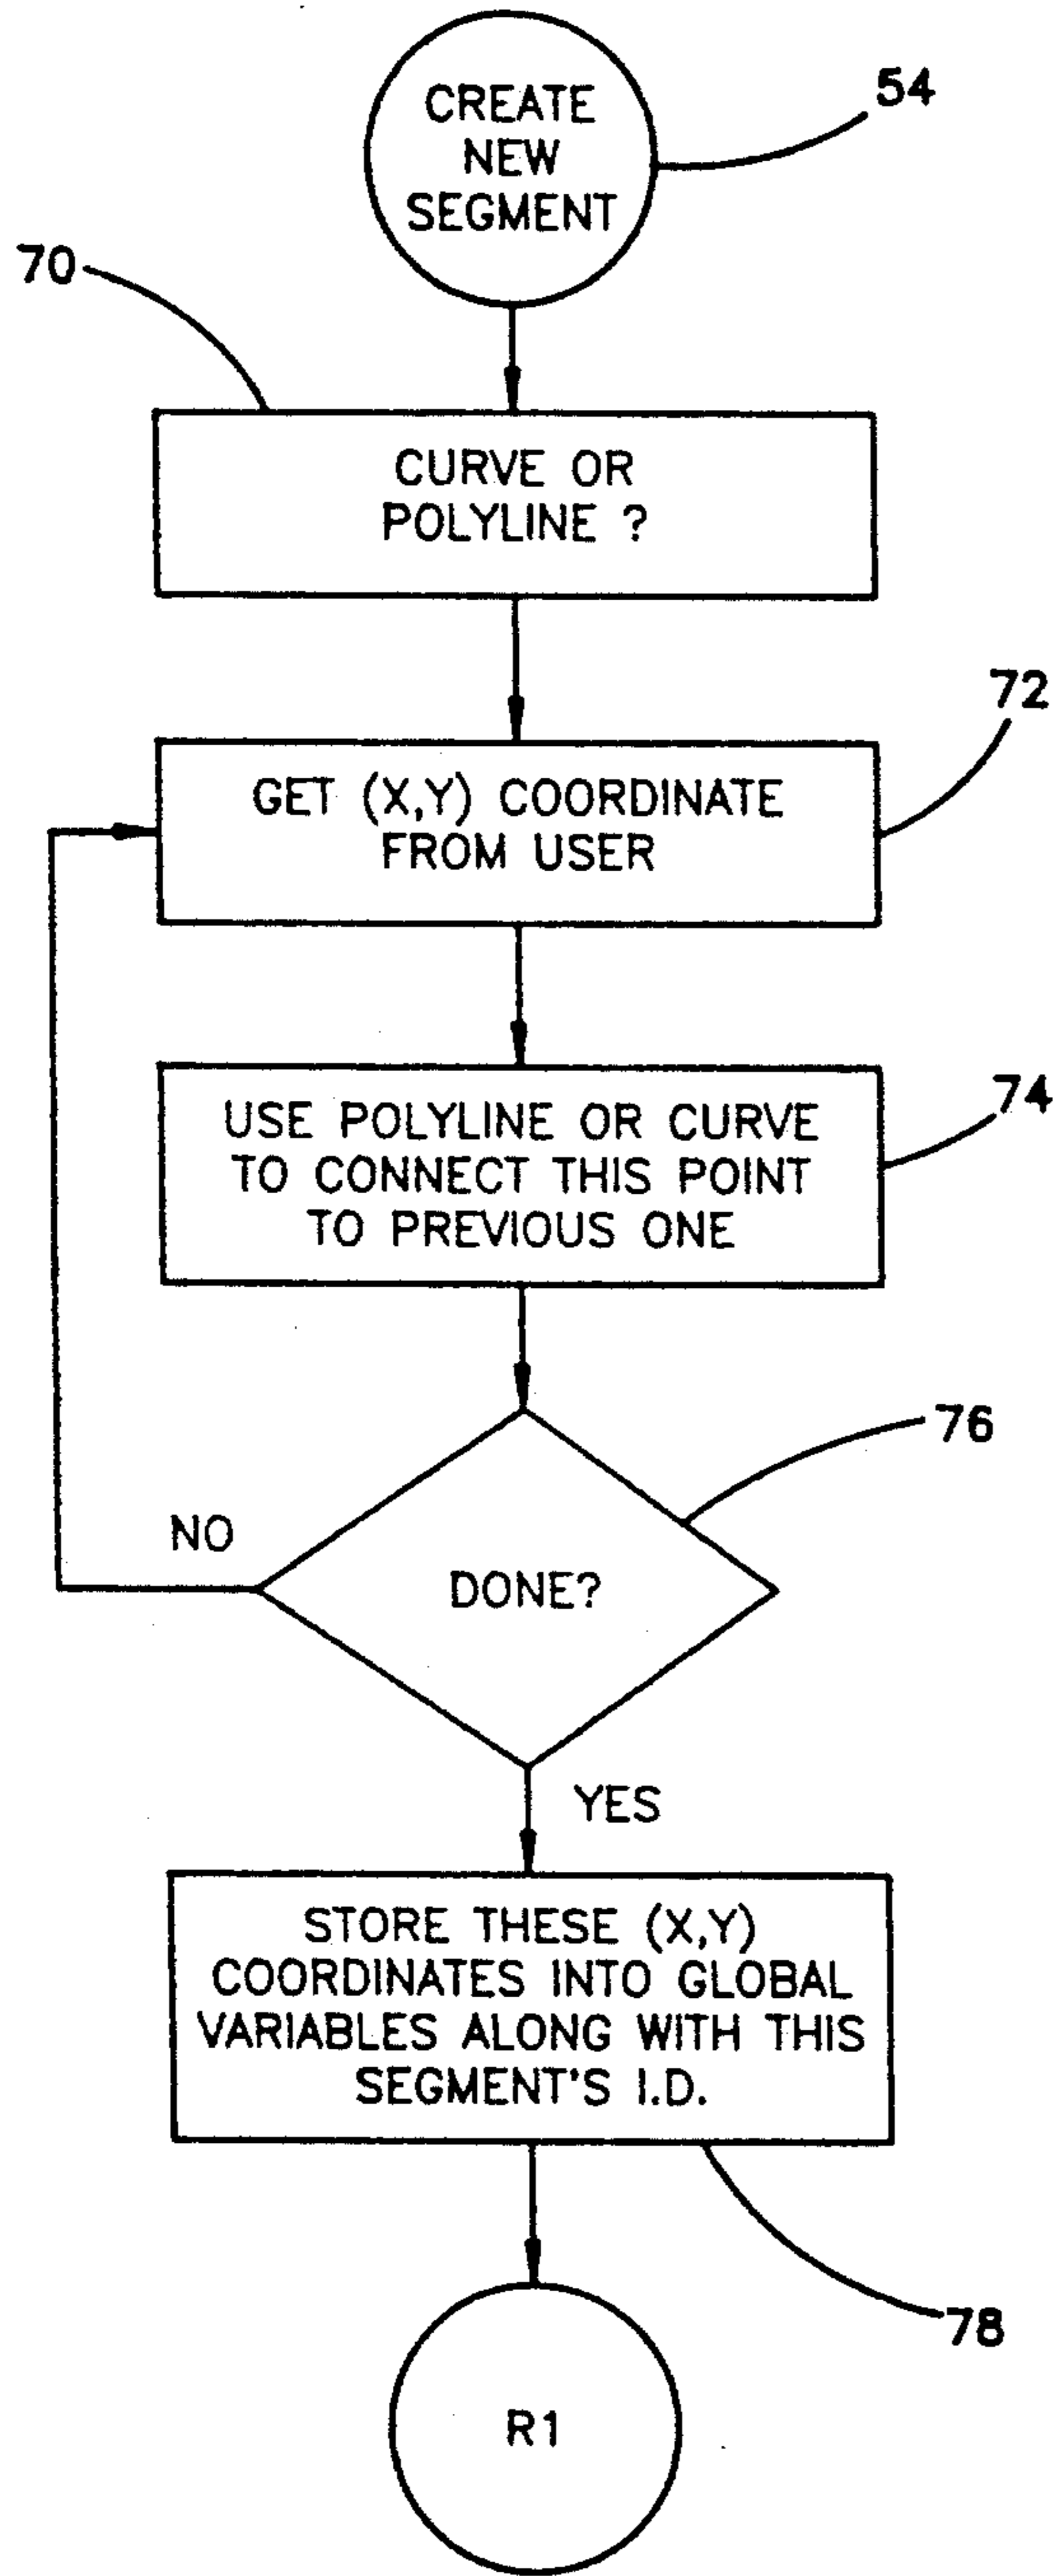 CREATE
NEW
SEGMENT
54
70
CURVE OR
POLYLINE ?
72
GET (X,Y) COORDINATE
FROM USER
74
USE POLYLINE OR CURVE
TO CONNECT THIS POINT
TO PREVIOUS ONE
76
NO
DONE?
YES
STORE THESE (X,Y)
COORDINATES INTO GLOBAL
VARIABLES ALONG WITH THIS
SEGMENT'S I.D.
78
R1